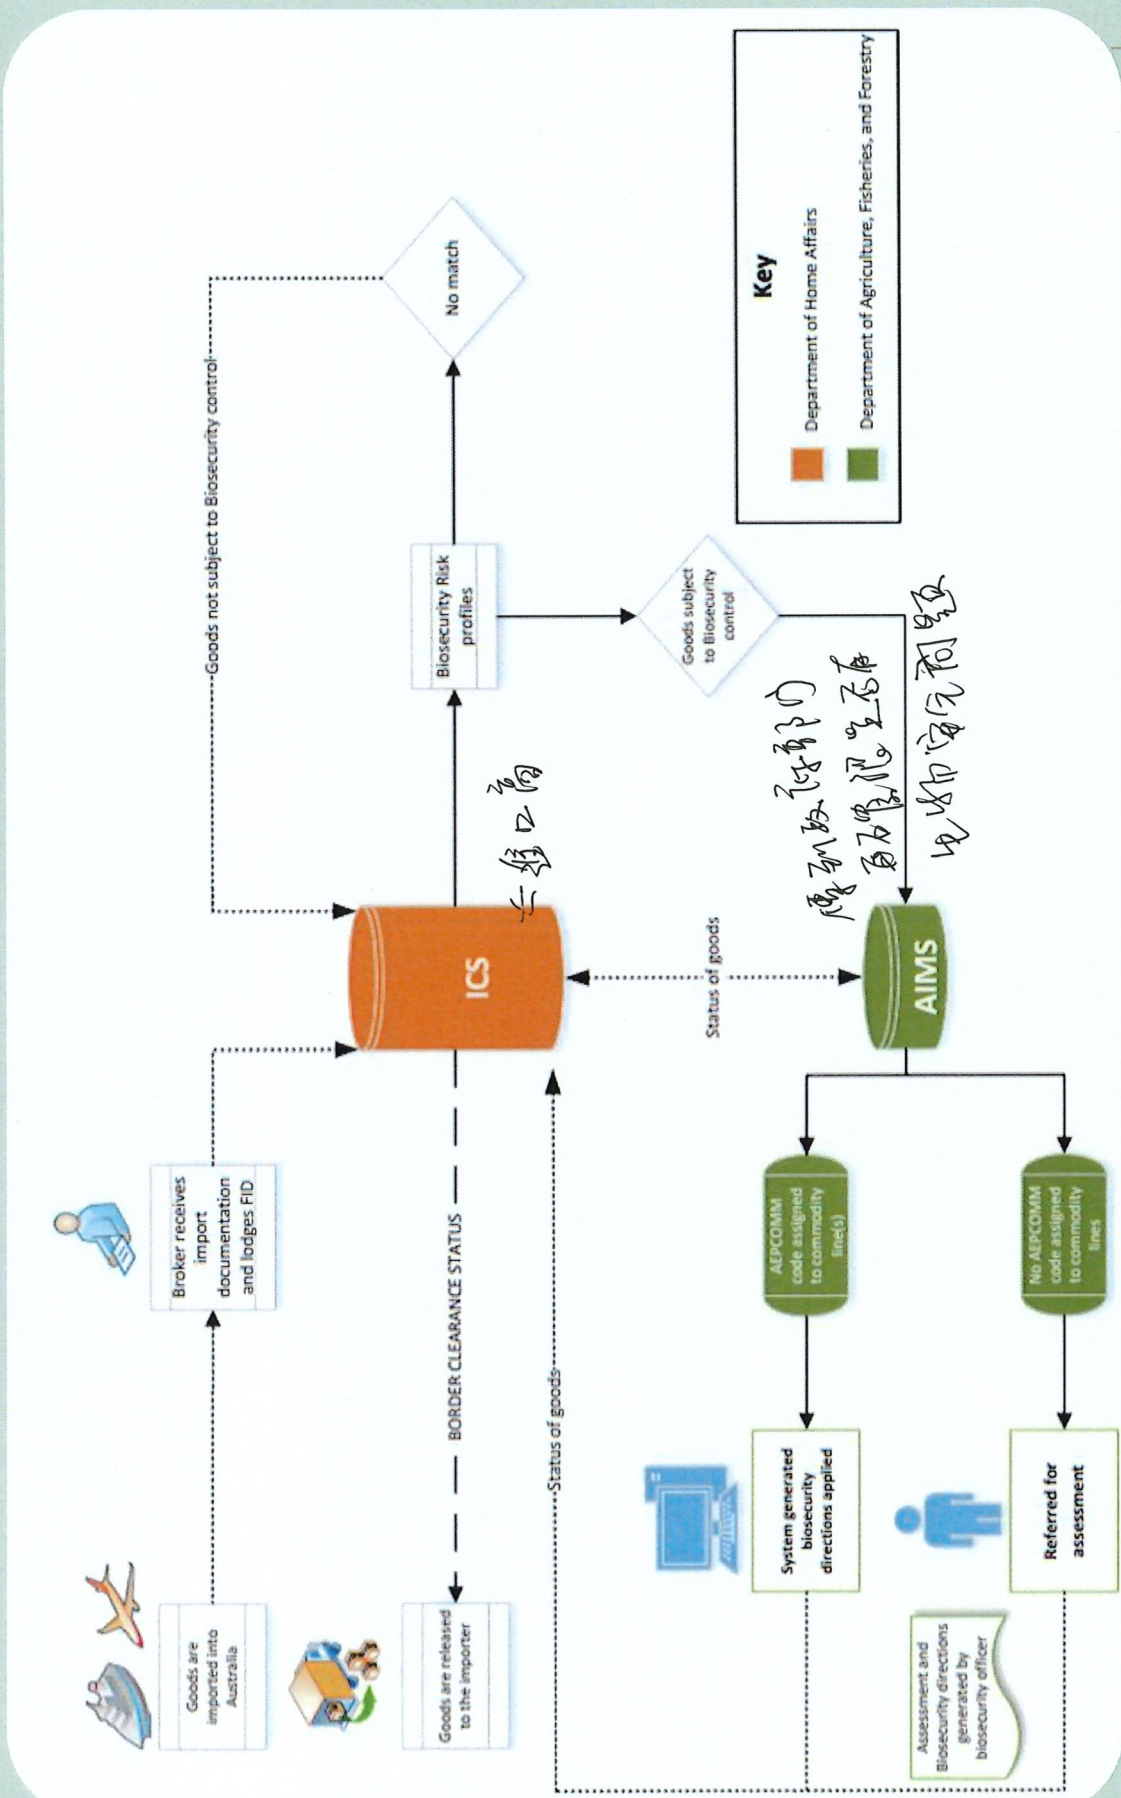 Goods are
imported into
Australia
Broker receives
import
documentation
and lodges FID
Goods not subject to Biosecurity control
Goods are released
to the importer
BORDER CLEARANCE STATUS
ICS
Biosecurity Risk
profiles
No match
Status of goods
Status of goods
Goods subject
to Biosecurity
control
System generated
biosecurity
directions applied
AEPCOMM
code assigned
to commodity
line(s)
AIMS
Assessment and
Biosecurity directions
generated by
biosecurity officer
Referred for
assessment
No AEPCOMM
code assigned
to commodity
lines
Key
Department of Home Affairs
Department of Agriculture, Fisheries, and Forestry